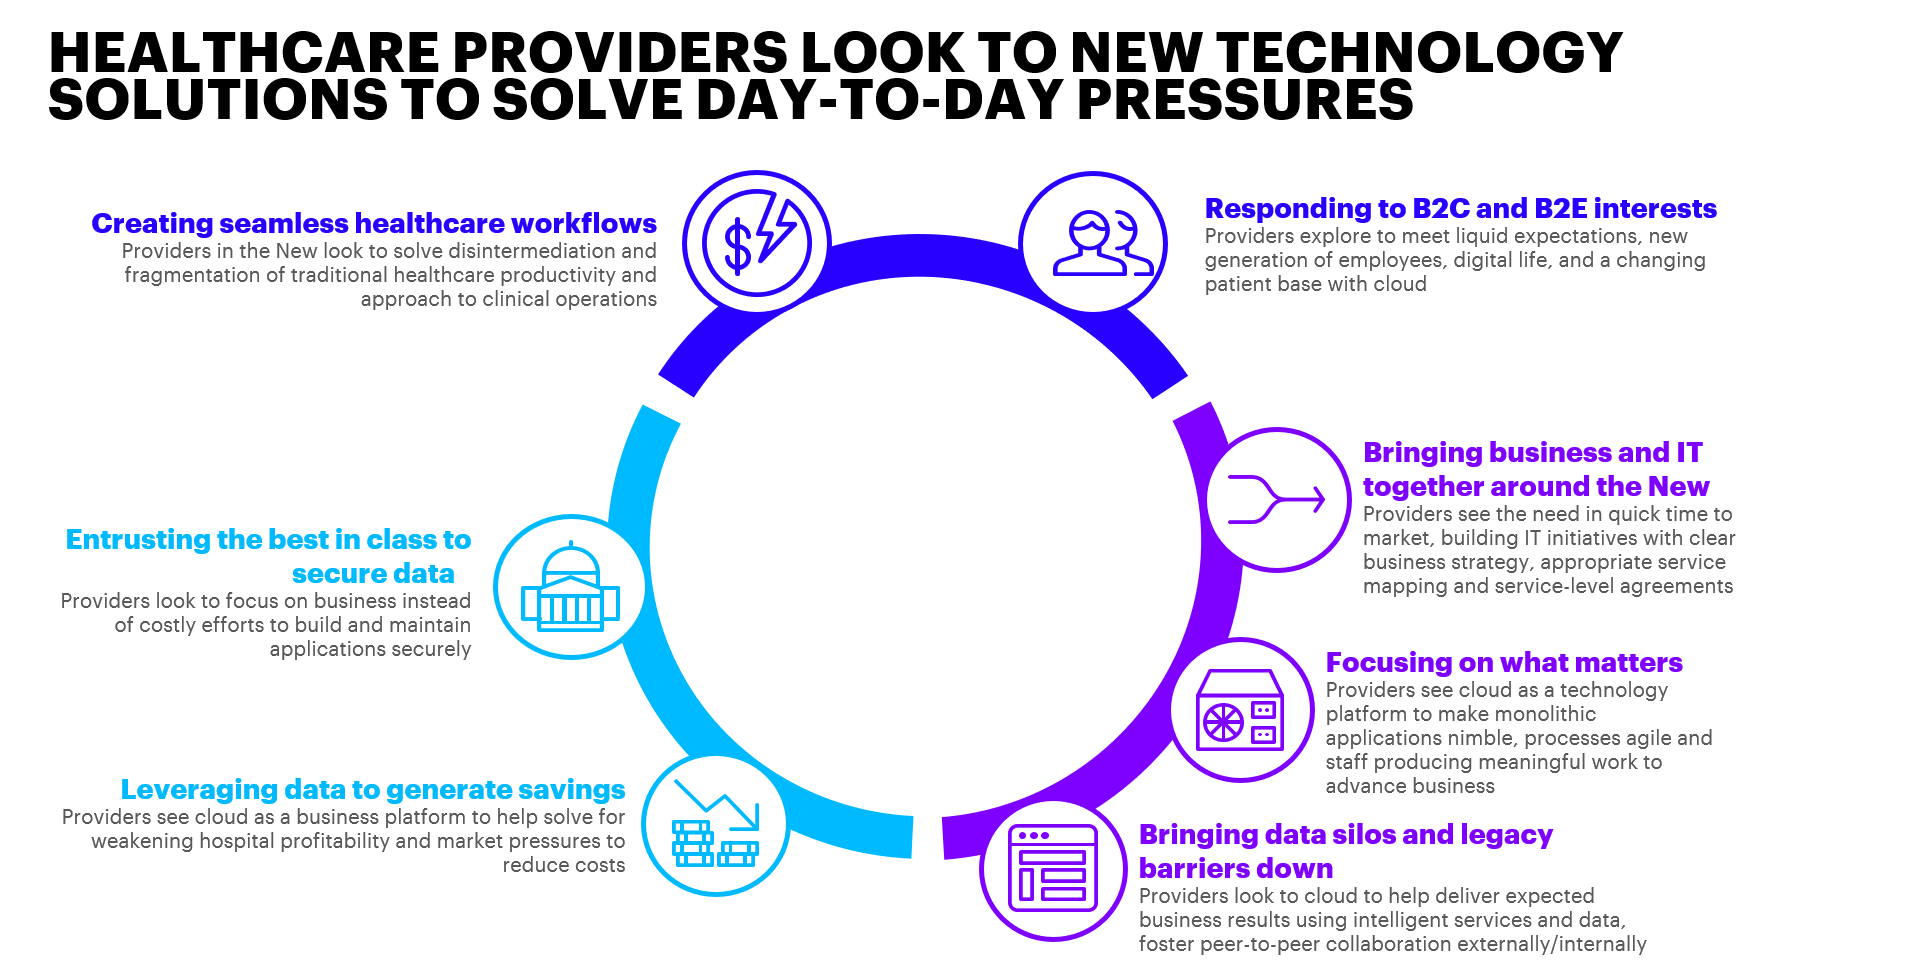 HEALTHCARE PROVIDERS LOOK TO NEW TECHNOLOGY
SOLUTIONS TO SOLVE DAY-TO-DAY PRESSURES
Creating seamless healthcare workflows
Providers in the New look to solve disintermediation and
fragmentation of traditional healthcare productivity and
approach to clinical operations
$
Responding to B2C and B2E interests
Providers explore to meet liquid expectations, new
generation of employees, digital life, and a changing
patient base with cloud
Bringing business and IT
together around the New
Providers see the need in quick time to
market, building IT initiatives with clear
business strategy, appropriate service
mapping and service-level agreements
Entrusting the best in class to
secure data
Providers look to focus on business instead
of costly efforts to build and maintain
applications securely
Focusing on what matters
Providers see cloud as a technology
platform to make monolithic
applications nimble, processes agile and
staff producing meaningful work to
advance business
Leveraging data to generate savings
Providers see cloud as a business platform to help solve for
weakening hospital profitability and market pressures to
reduce costs
Bringing data silos and legacy
barriers down
Providers look to cloud to help deliver expected
business results using intelligent services and data,
foster peer-to-peer collaboration externally/internally